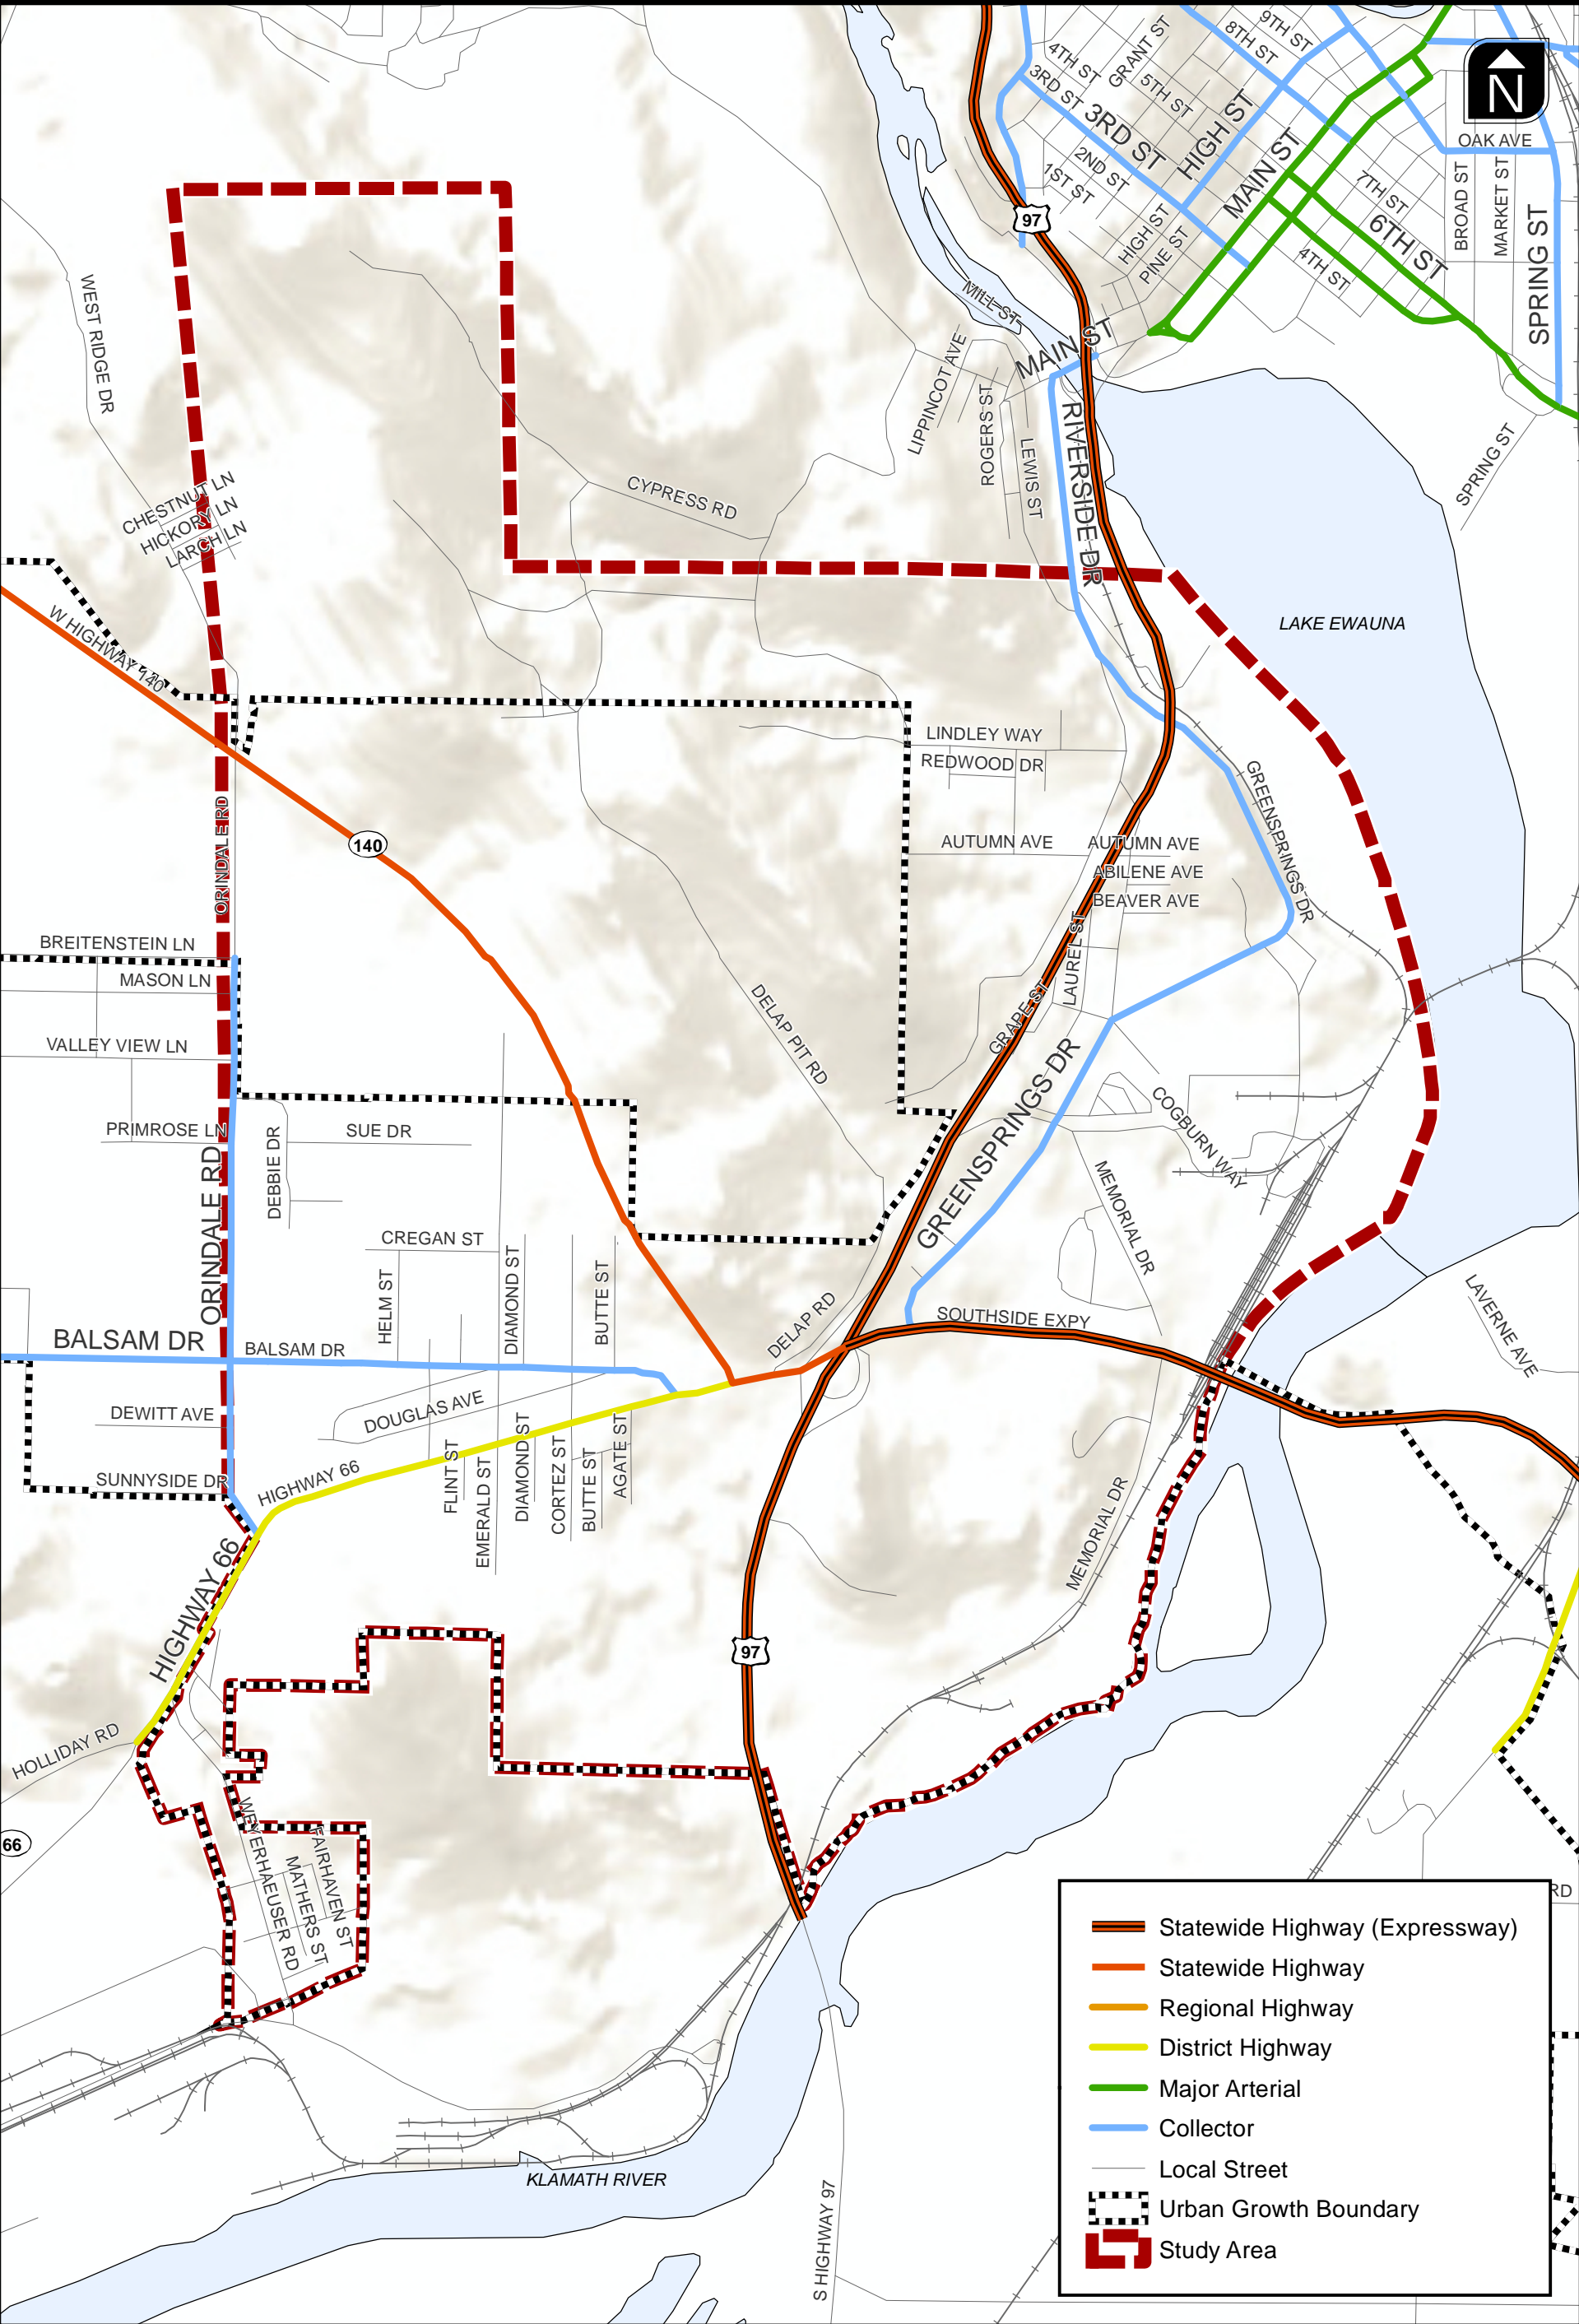 9TH ST
8TH ST
GRANT ST
4TH ST
5TH ST
3RD ST
3RD ST
HIGH ST
N
OAK AVE
2ND ST
1ST ST
MAIN ST
7TH ST
6TH ST
BROAD ST
MARKET ST
SPRING ST
97
HIGH ST
PINE ST
4TH ST
MILL ST
MAIN ST
WEST RIDGE DR
LIPPINCOT AVE
ROGERS ST
LEWIS ST
RIVERSIDE DR
SPRING ST
CYPRESS RD
CHESTNUT LN
HICKORY LN
LARCH LN
LAKE EWAUNA
W HIGHWAY 140
LINDLEY WAY
REDWOOD DR
GREENSPRINGS DR
ORINDALE RD
140
AUTUMN AVE
AUTUMN AVE
ABILENE AVE
BEAVER AVE
LAUREL ST
BREITENSTEIN LN
MASON LN
GRAPE ST
DELAP PIT RD
VALLEY VIEW LN
GREENSPRINGS DR
COGBURN WAY
PRIMROSE LN
SUE DR
DEBBIE DR
ORINDALE RD
MEMORIAL DR
CREGAN ST
HELM ST
DIAMOND ST
BUTTE ST
DELAP RD
SOUTHSIDE EXPY
LAVERNE AVE
BALSAM DR
BALSAM DR
DEWITT AVE
DOUGLAS AVE
SUNNYSIDE DR
HIGHWAY 66
FLINT ST
EMERALD ST
DIAMOND ST
CORTEZ ST
BUTTE ST
AGATE ST
MEMORIAL DR
HIGHWAY 66
97
HOLLIDAY RD
66
WEYERHAEUSER RD
MATHERS ST
FAIRHAVEN ST
RD
KLAMATH RIVER
S HIGHWAY 97
Statewide Highway (Expressway)
Statewide Highway
Regional Highway
District Highway
Major Arterial
Collector
Local Street
Urban Growth Boundary
Study Area